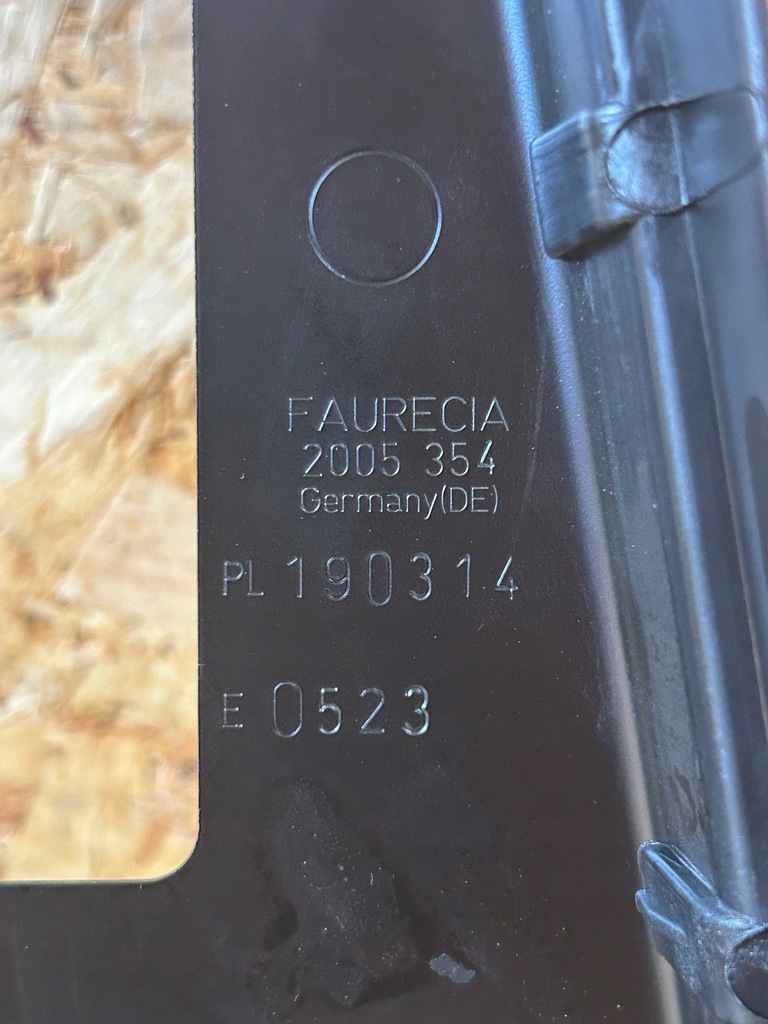 FAURECIA
2005 354
Germany(DE)
PL 190314
E 0523